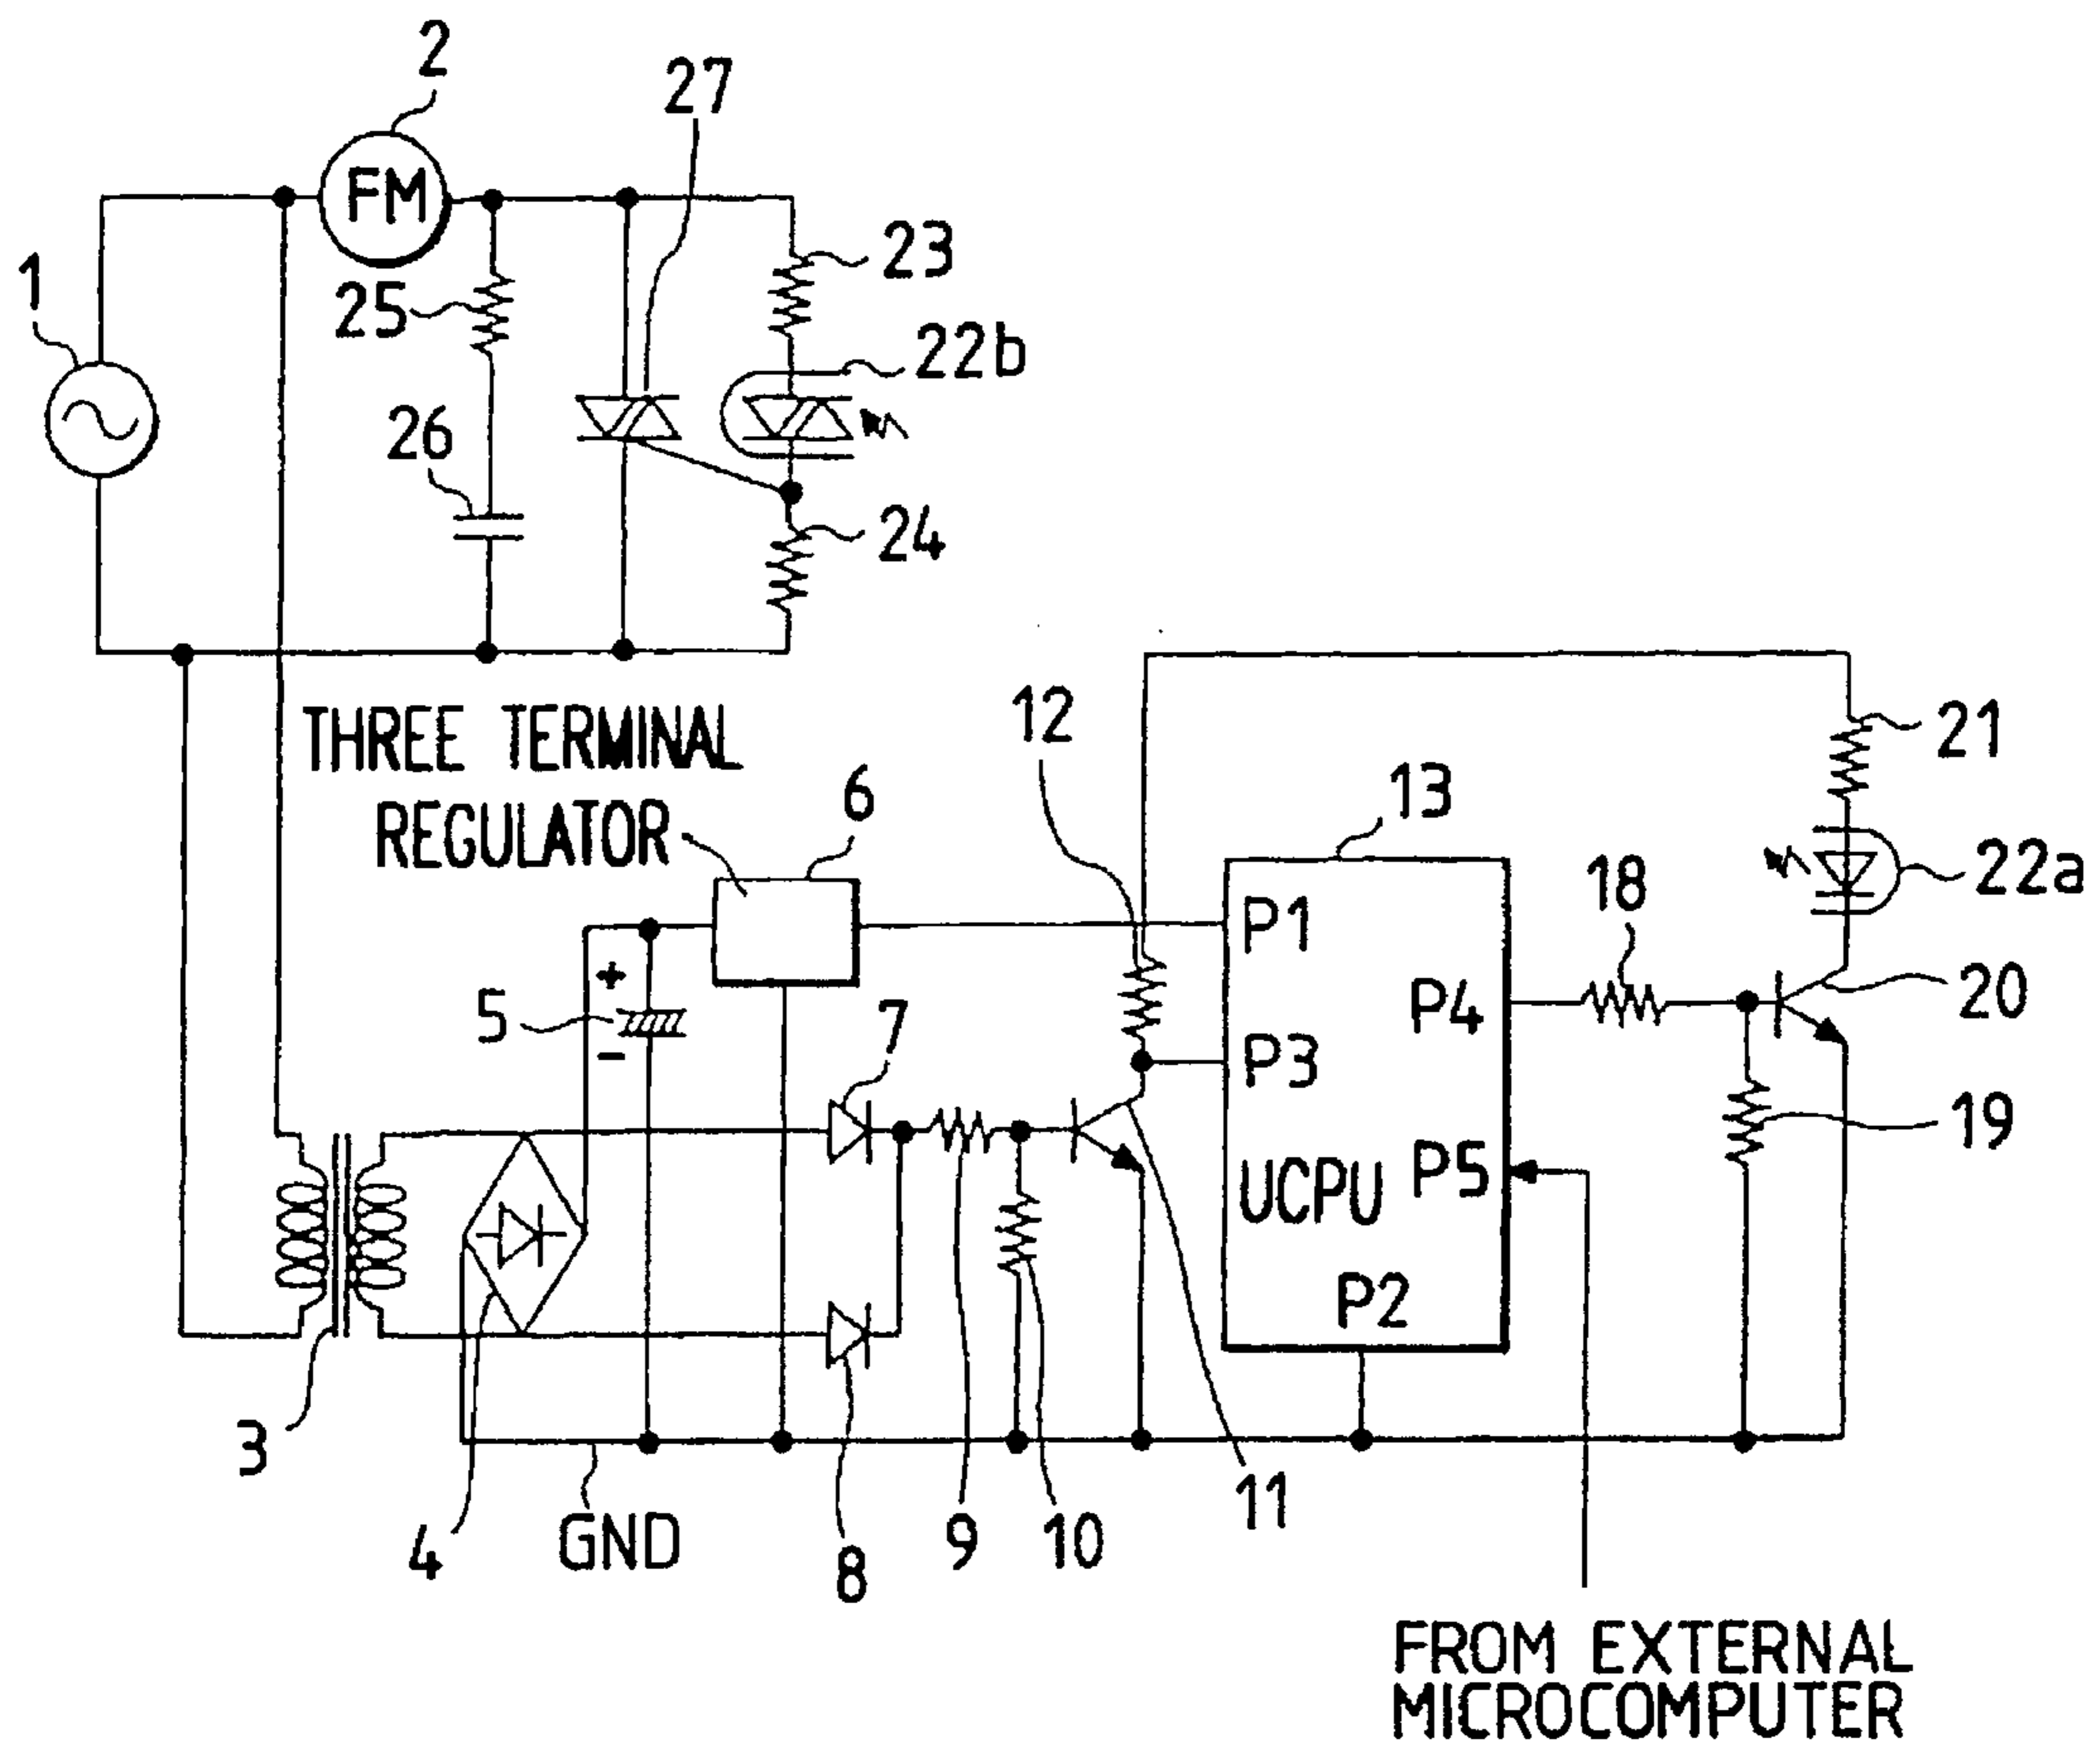 2
27
FM
23
1
25
22b
26
24
THREE TERMINAL
REGULATOR
12
21
6
13
18
22a
P1
5
+
-
7
P4
20
P3
19
P5
UCPU
P2
3
4
GND
8
9
10
11
FROM EXTERNAL
MICROCOMPUTER